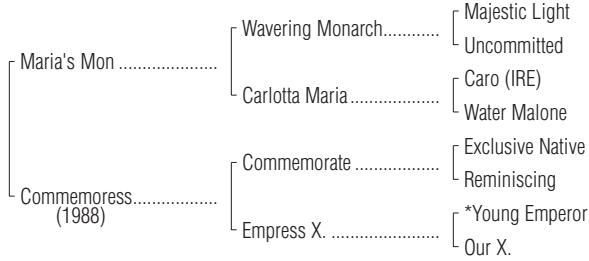 Majestic Light
Wavering Monarch............
Uncommitted
Maria's Mon .....................
Caro (IRE)
Carlotta Maria...................
Water Malone
Exclusive Native
Commemorate ..................
Reminiscing
Commemoress..................
(1988)
*Young Emperor
Empress X. .......................
Our X.